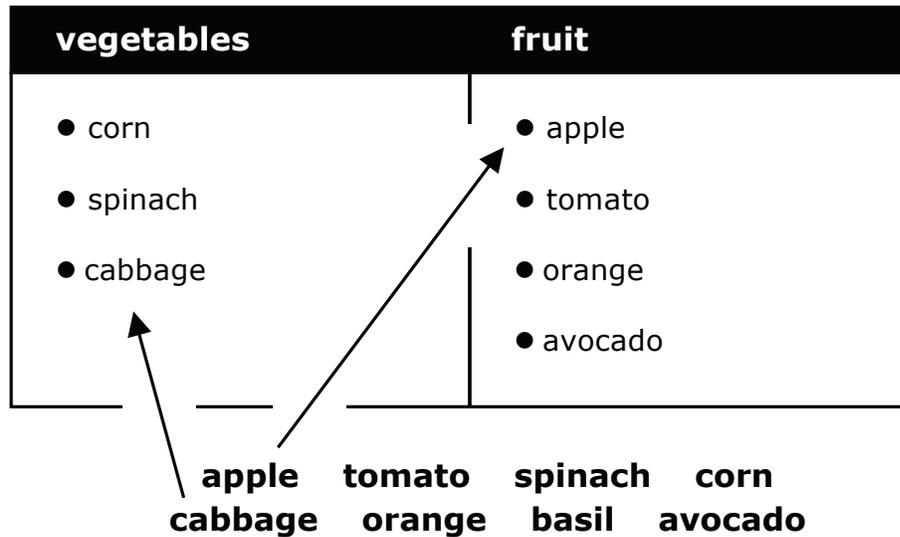 vegetables fruit
• corn • apple
• spinach • tomato
• cabbage • orange
• avocado
apple tomato spinach corn
cabbage orange basil avocado